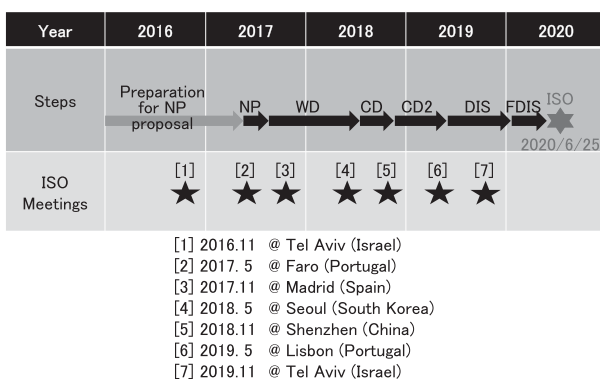 Year 2016 2017 2018 2019 2020
Steps
Preparation
for NP
proposal
NP WD CD CD2 DIS FDIS ISO
2020/6/25
ISO
Meetings
[1] [2] [3] [4] [5] [6] [7]
[1] 2016.11 @ Tel Aviv (Israel)
[2] 2017. 5 @ Faro (Portugal)
[3] 2017.11 @ Madrid (Spain)
[4] 2018. 5 @ Seoul (South Korea)
[5] 2018.11 @ Shenzhen (China)
[6] 2019. 5 @ Lisbon (Portugal)
[7] 2019.11 @ Tel Aviv (Israel)